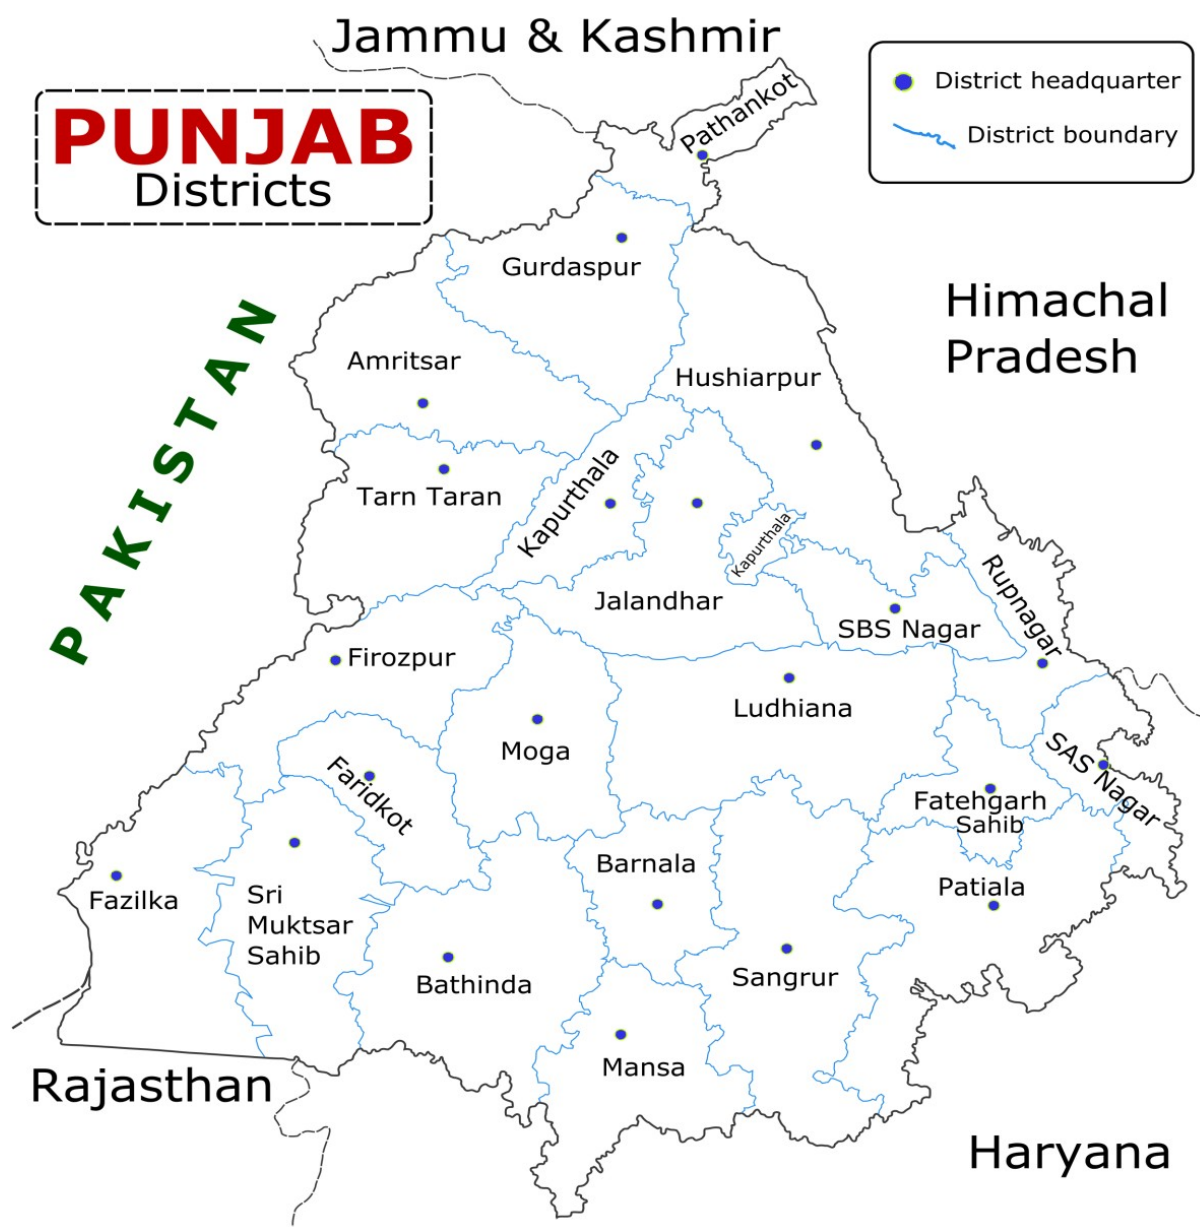 Jammu & Kashmir
PUNJAB
Districts
District headquarter
District boundary
Pathankot
Gurdaspur
Himachal
Pradesh
PAKISTAN
Amritsar
Hushiarpur
Tarn Taran
Kapurthala
Kapurthala
Jalandhar
SBS Nagar
Rupnagar
Firozpur
Ludhiana
Moga
SAS Nagar
Faridkot
Fatehgarh
Sahib
Barnala
Fazilka
Sri
Muktsar
Sahib
Patiala
Bathinda
Sangrur
Mansa
Rajasthan
Haryana